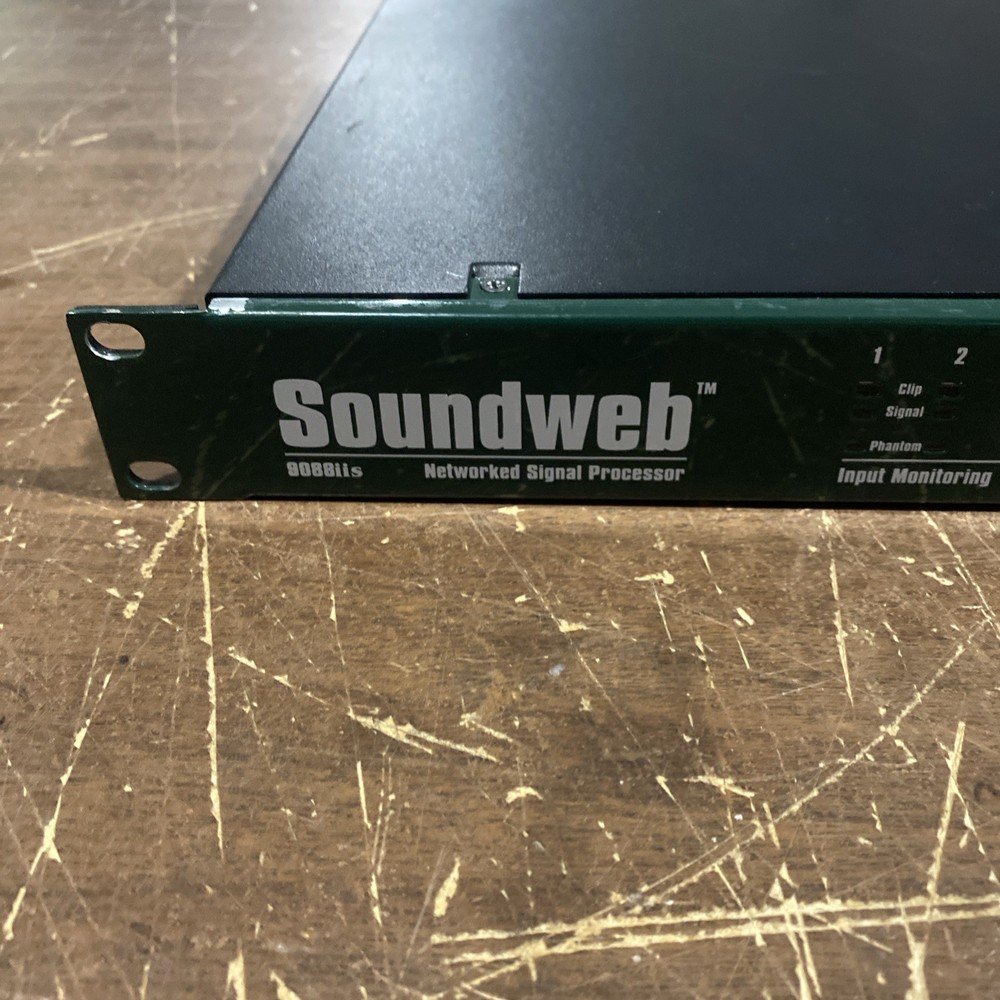 Soundweb™
9088iis Networked Signal Processor
1 2
Clip
Signal
Phantom
Input Monitoring